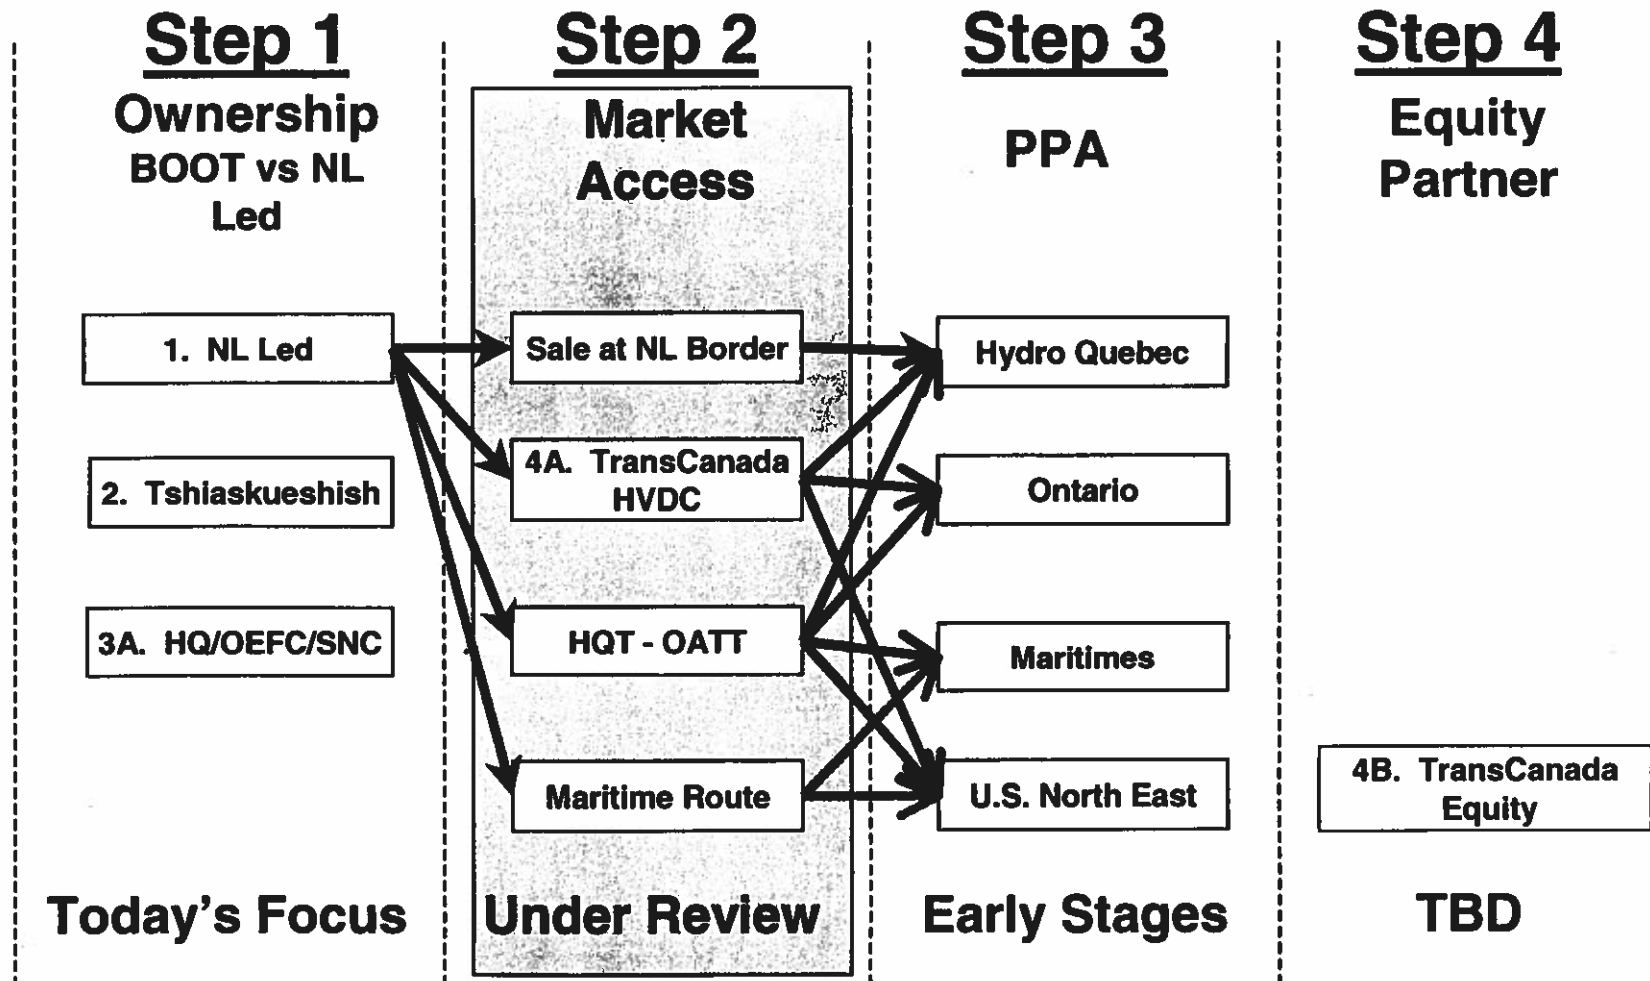 Step 1
Ownership
BOOT vs NL
Led
1. NL Led
2. Tshiaskueshish
3A. HQ/OEFC/SNC
Today's Focus
Step 2
Market
Access
Sale at NL Border
4A. TransCanada
HVDC
HQT - OATT
Maritime Route
Under Review
Step 3
PPA
Hydro Quebec
Ontario
Maritimes
U.S. North East
Early Stages
Step 4
Equity
Partner
4B. TransCanada
Equity
TBD